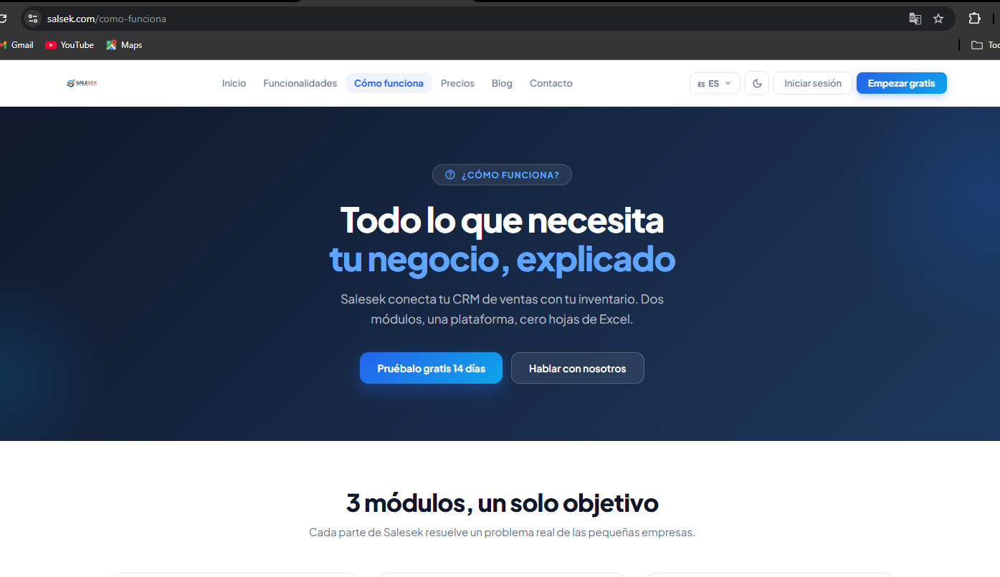 salsek.com/como-funciona
Gmail
YouTube
Maps
SALESEK
Inicio
Funcionalidades
Cómo funciona
Precios
Blog
Contacto
ES ES
Iniciar sesión
Empezar gratis
¿CÓMO FUNCIONA?
Todo lo que necesita
tu negocio, explicado
Salesek conecta tu CRM de ventas con tu inventario. Dos
módulos, una plataforma, cero hojas de Excel.
Pruébalo gratis 14 días
Hablar con nosotros
3 módulos, un solo objetivo
Cada parte de Salesek resuelve un problema real de las pequeñas empresas.